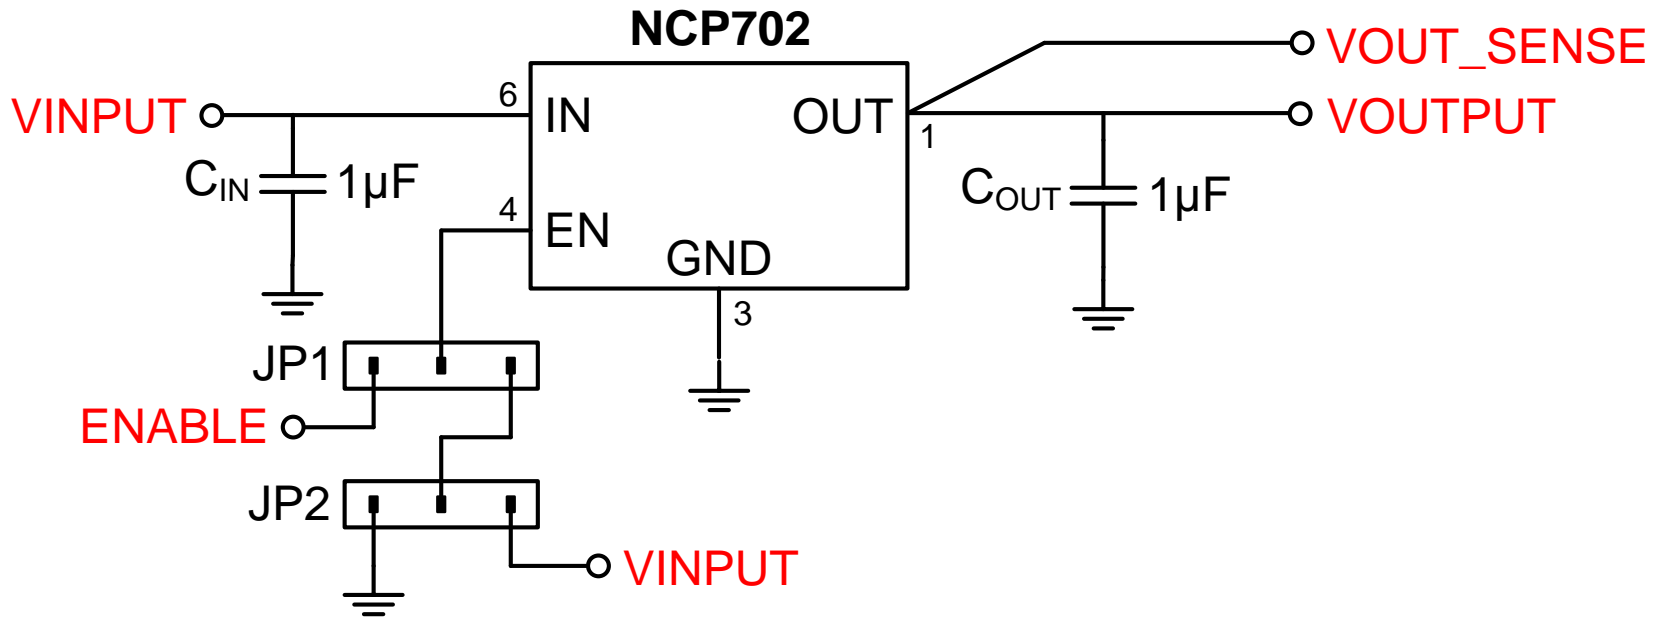 NCP702
VOUT_SENSE
VINPUT
6
IN
OUT
1
VOUTPUT
CIN
1µF
4
EN
GND
3
COUT
1µF
JP1
ENABLE
JP2
VINPUT